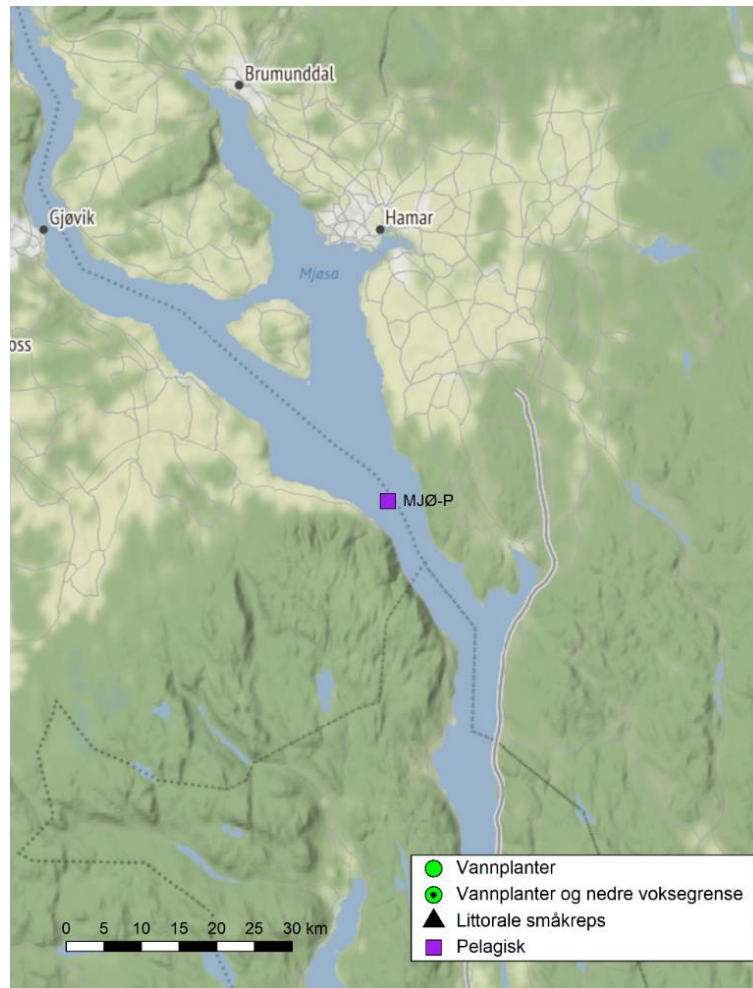 Brumunddal
Gjøvik
Hamar
Mjøsa
oss
MJØ-P
Vannplanter
Vannplanter og nedre voksegrense
Littorale småkreps
Pelagisk
0 5 10 15 20 25 30 km